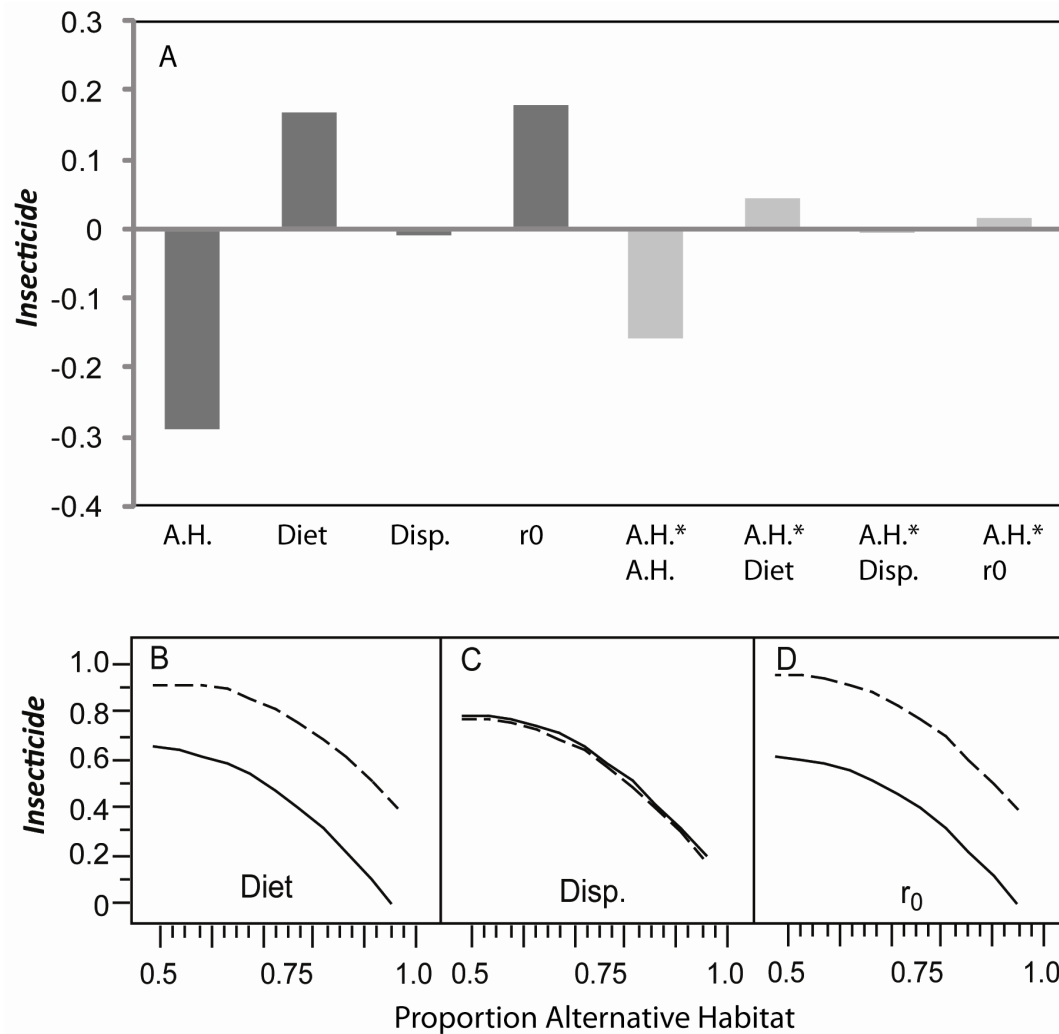 A
0.3
0.2
0.1
0
-0.1
-0.2
-0.3
-0.4
Insecticide
A.H. Diet Disp. r0 A.H.* A.H.* A.H.* A.H.*
A.H. Diet Disp. r0
B C D
1.0
0.8
0.6
0.4
0.2
0
Insecticide
Diet Disp. r0
0.5 0.75 1.0 0.5 0.75 1.0 0.5 0.75 1.0
Proportion Alternative Habitat